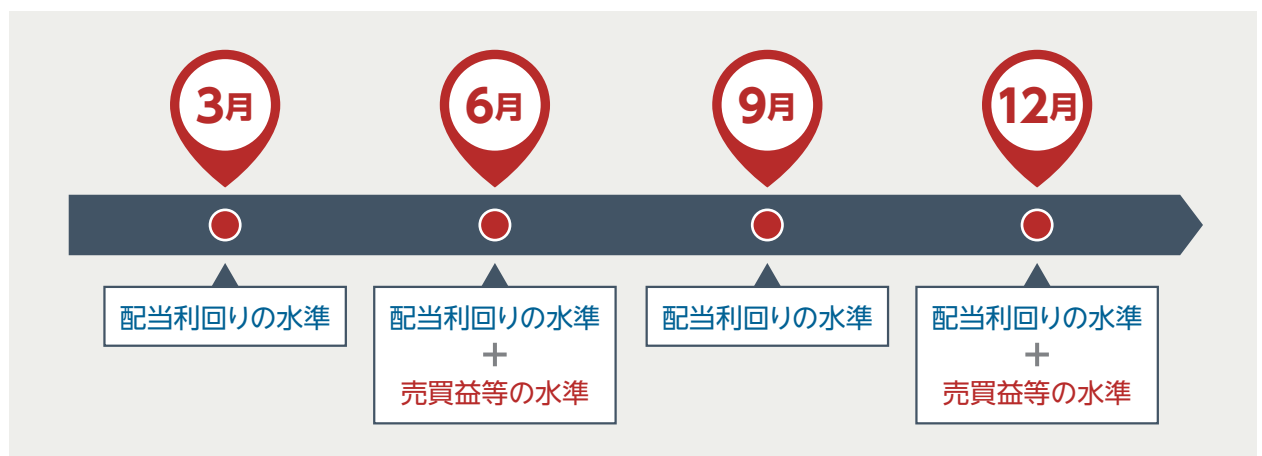 3月
6月
9月
12月
配当利回りの水準
配当利回りの水準
+
売買益等の水準
配当利回りの水準
配当利回りの水準
+
売買益等の水準